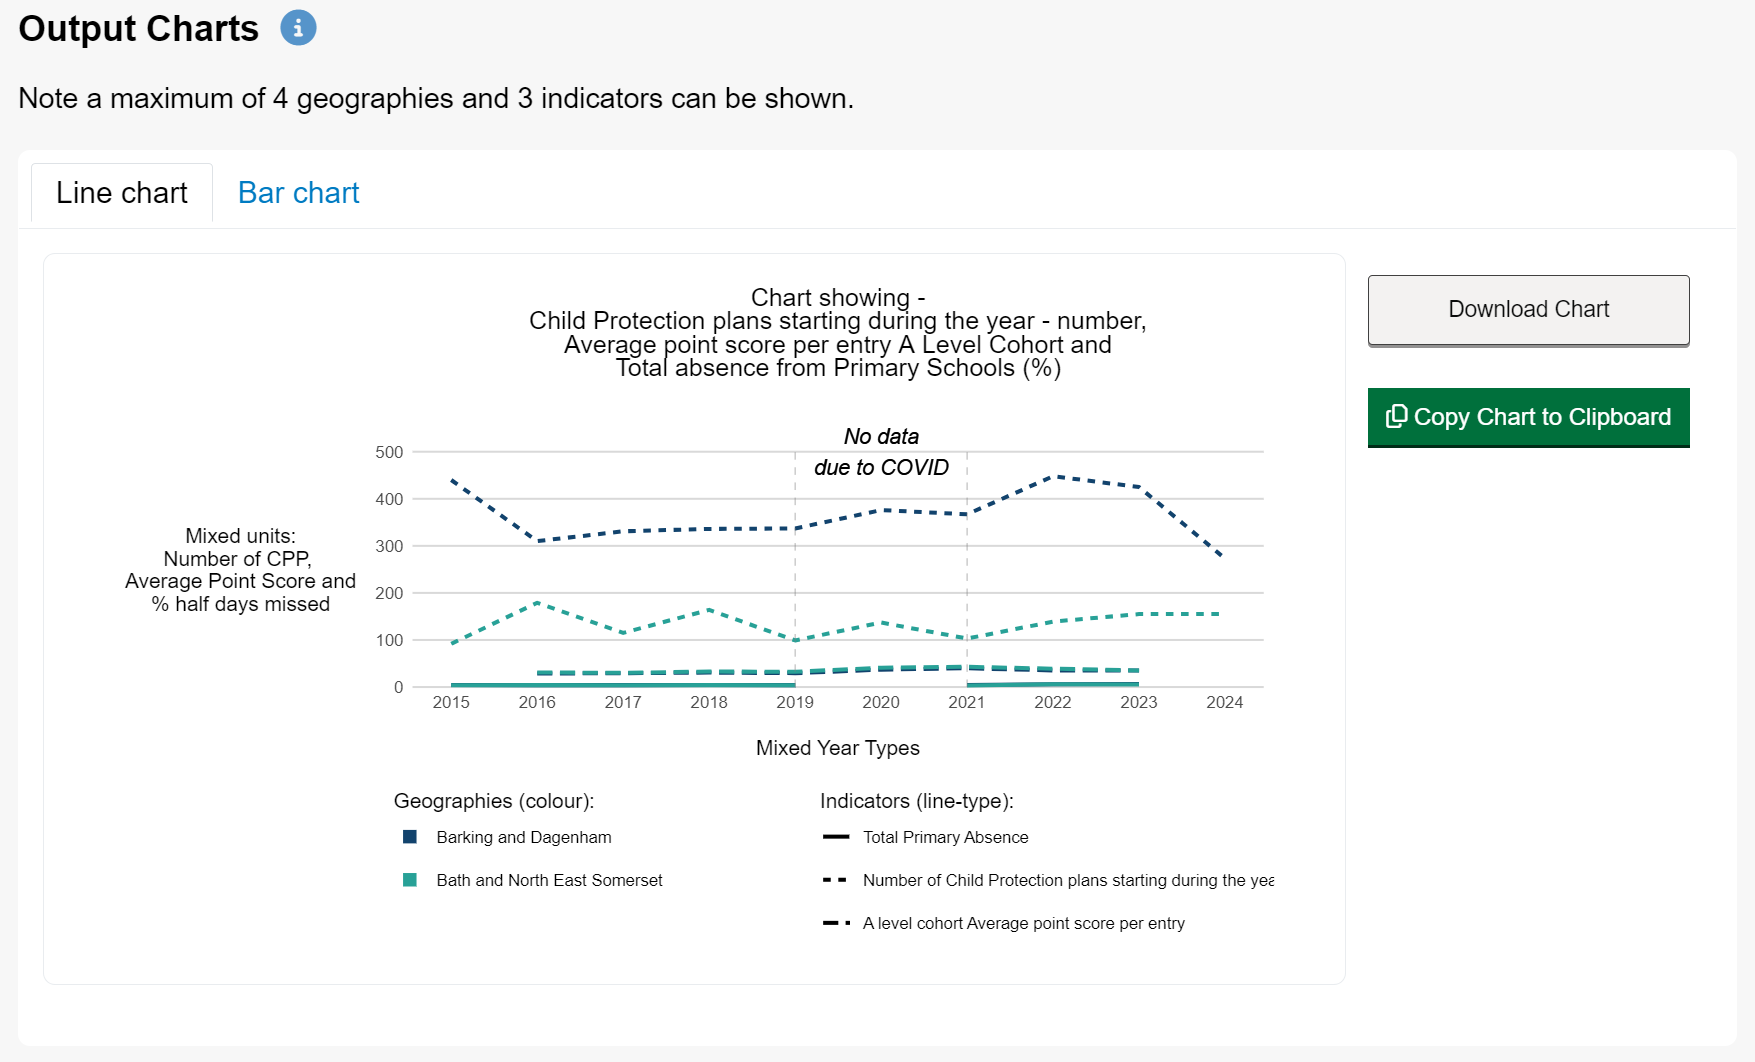 Output Charts
Note a maximum of 4 geographies and 3 indicators can be shown.
Line chart
Bar chart
Chart showing -
Child Protection plans starting during the year - number,
Average point score per entry A Level Cohort and
Total absence from Primary Schools (%)
Download Chart
Copy Chart to Clipboard
No data
due to COVID
500
400
300
200
100
0
Mixed units:
Number of CPP,
Average Point Score and
% half days missed
2015 2016 2017 2018 2019 2020 2021 2022 2023 2024
Mixed Year Types
Geographies (colour):
Barking and Dagenham
Bath and North East Somerset
Indicators (line-type):
Total Primary Absence
Number of Child Protection plans starting during the yea
A level cohort Average point score per entry